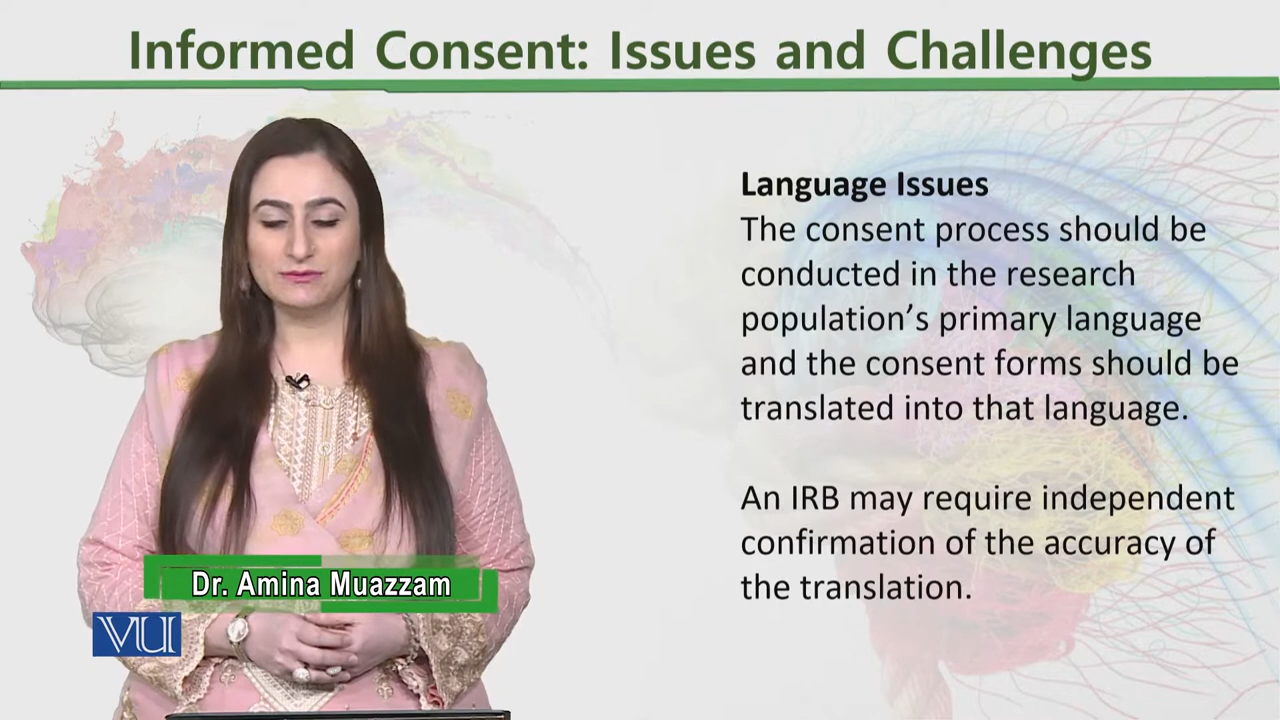 Informed Consent: Issues and Challenges
Language Issues
The consent process should be
conducted in the research
population’s primary language
and the consent forms should be
translated into that language.
An IRB may require independent
confirmation of the accuracy of
the translation.
Dr. Amina Muazzam
VU